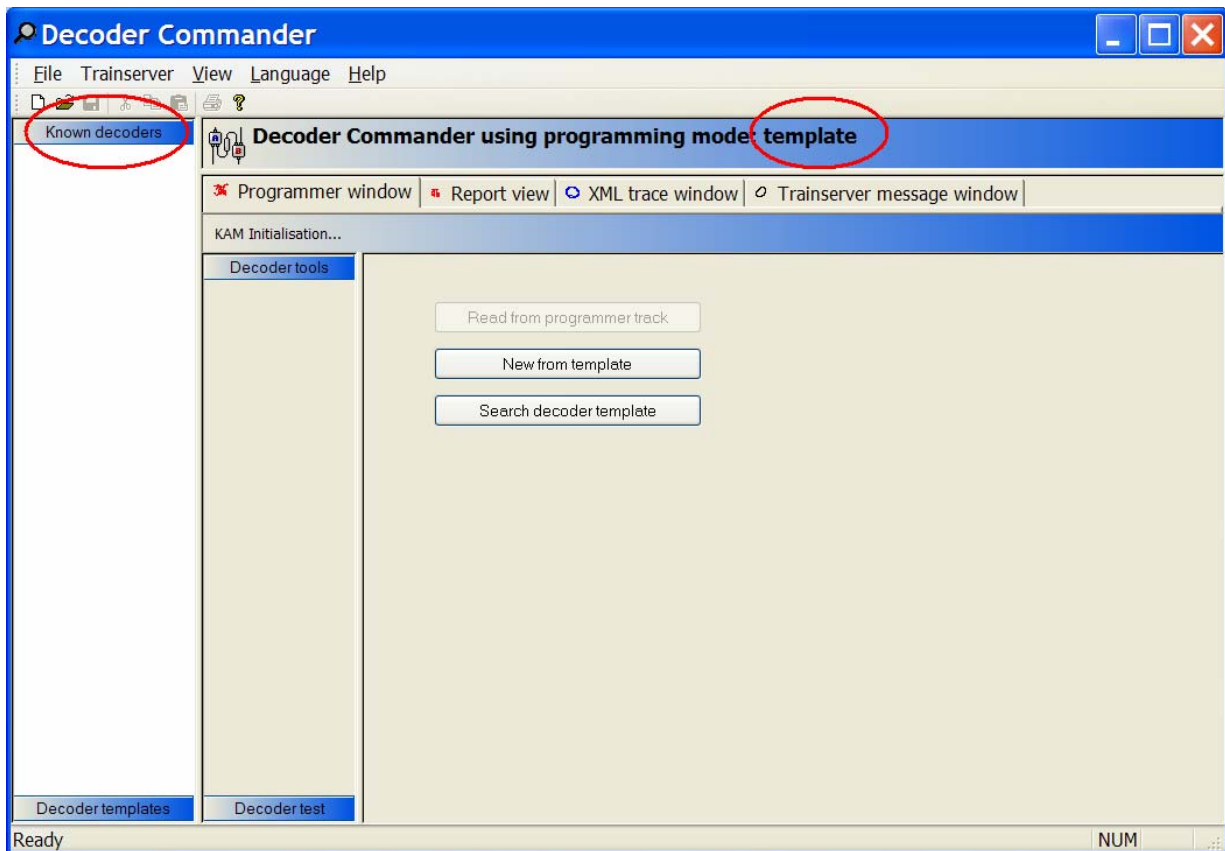 Decoder Commander
File Trainserver View Language Help
Known decoders
Decoder Commander using programming mode: template
Programmer window Report view XML trace window Trainserver message window
KAM Initialisation...
Decoder tools
Read from programmer track
New from template
Search decoder template
Decoder templates
Decoder test
Ready
NUM